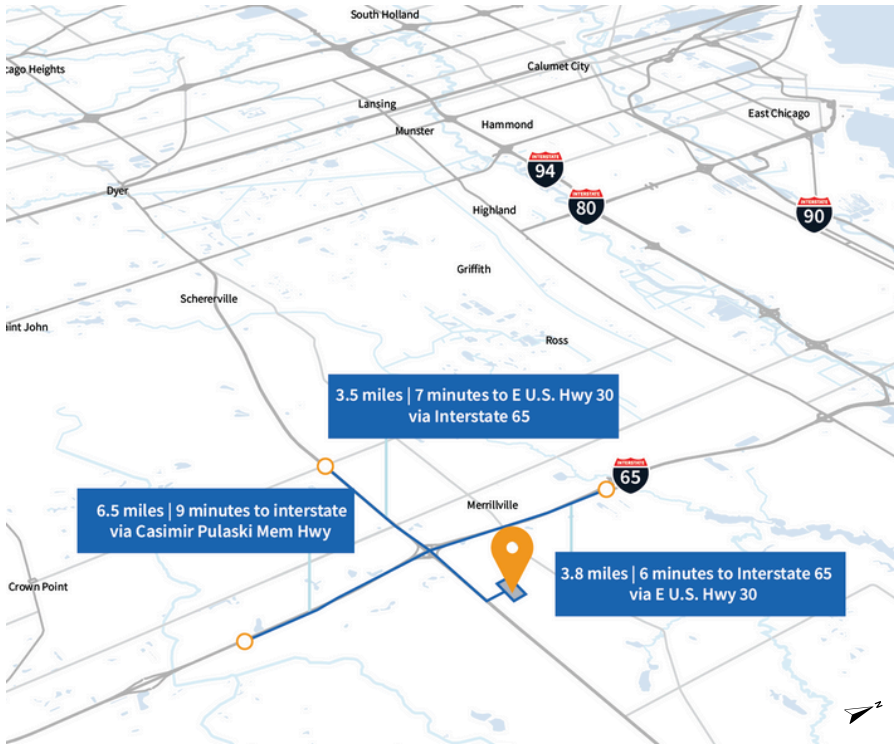 South Holland
cago Heights
Calumet City
Lansing
East Chicago
Munster
Hammond
INTERSTATE
94
Dyer
INTERSTATE
80
INTERSTATE
90
Highland
Griffith
Schererville
aint John
Ross
3.5 miles | 7 minutes to E U.S. Hwy 30
via Interstate 65
INTERSTATE
65
6.5 miles | 9 minutes to interstate
via Casimir Pulaski Mem Hwy
Merrillville
3.8 miles | 6 minutes to Interstate 65
via E U.S. Hwy 30
Crown Point
N